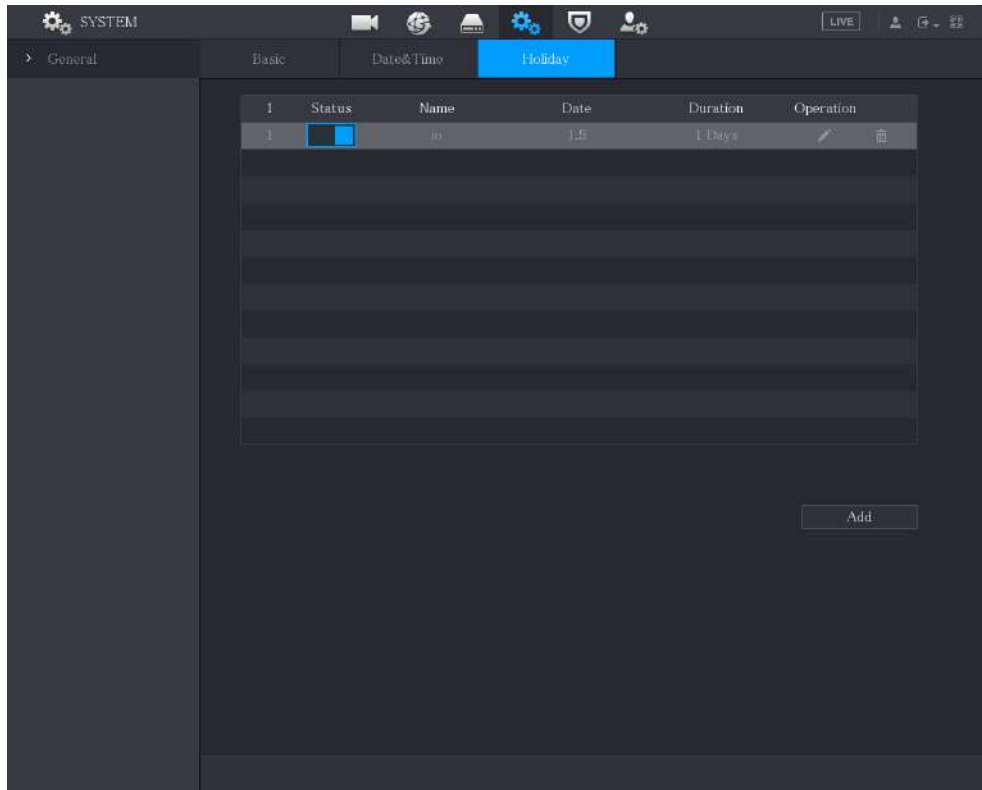 SYSTEM LIVE
General Basic Date&Time Holiday
1 Status Name Date Duration Operation
1 io 1.5 1 Days
Add